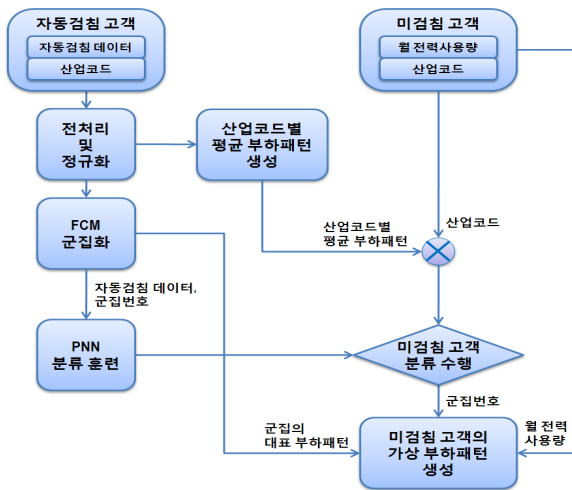 자동검침 고객
자동검침 데이터
산업코드
미검침 고객
월 전력사용량
산업코드
전처리
및
정규화
산업코드별
평균 부하패턴
생성
FCM
군집화
산업코드별
평균 부하패턴
산업코드
자동검침 데이터,
군집번호
PNN
분류 훈련
미검침 고객
분류 수행
군집번호
군집의
대표 부하패턴
미검침 고객의
가상 부하패턴
생성
월 전력
사용량